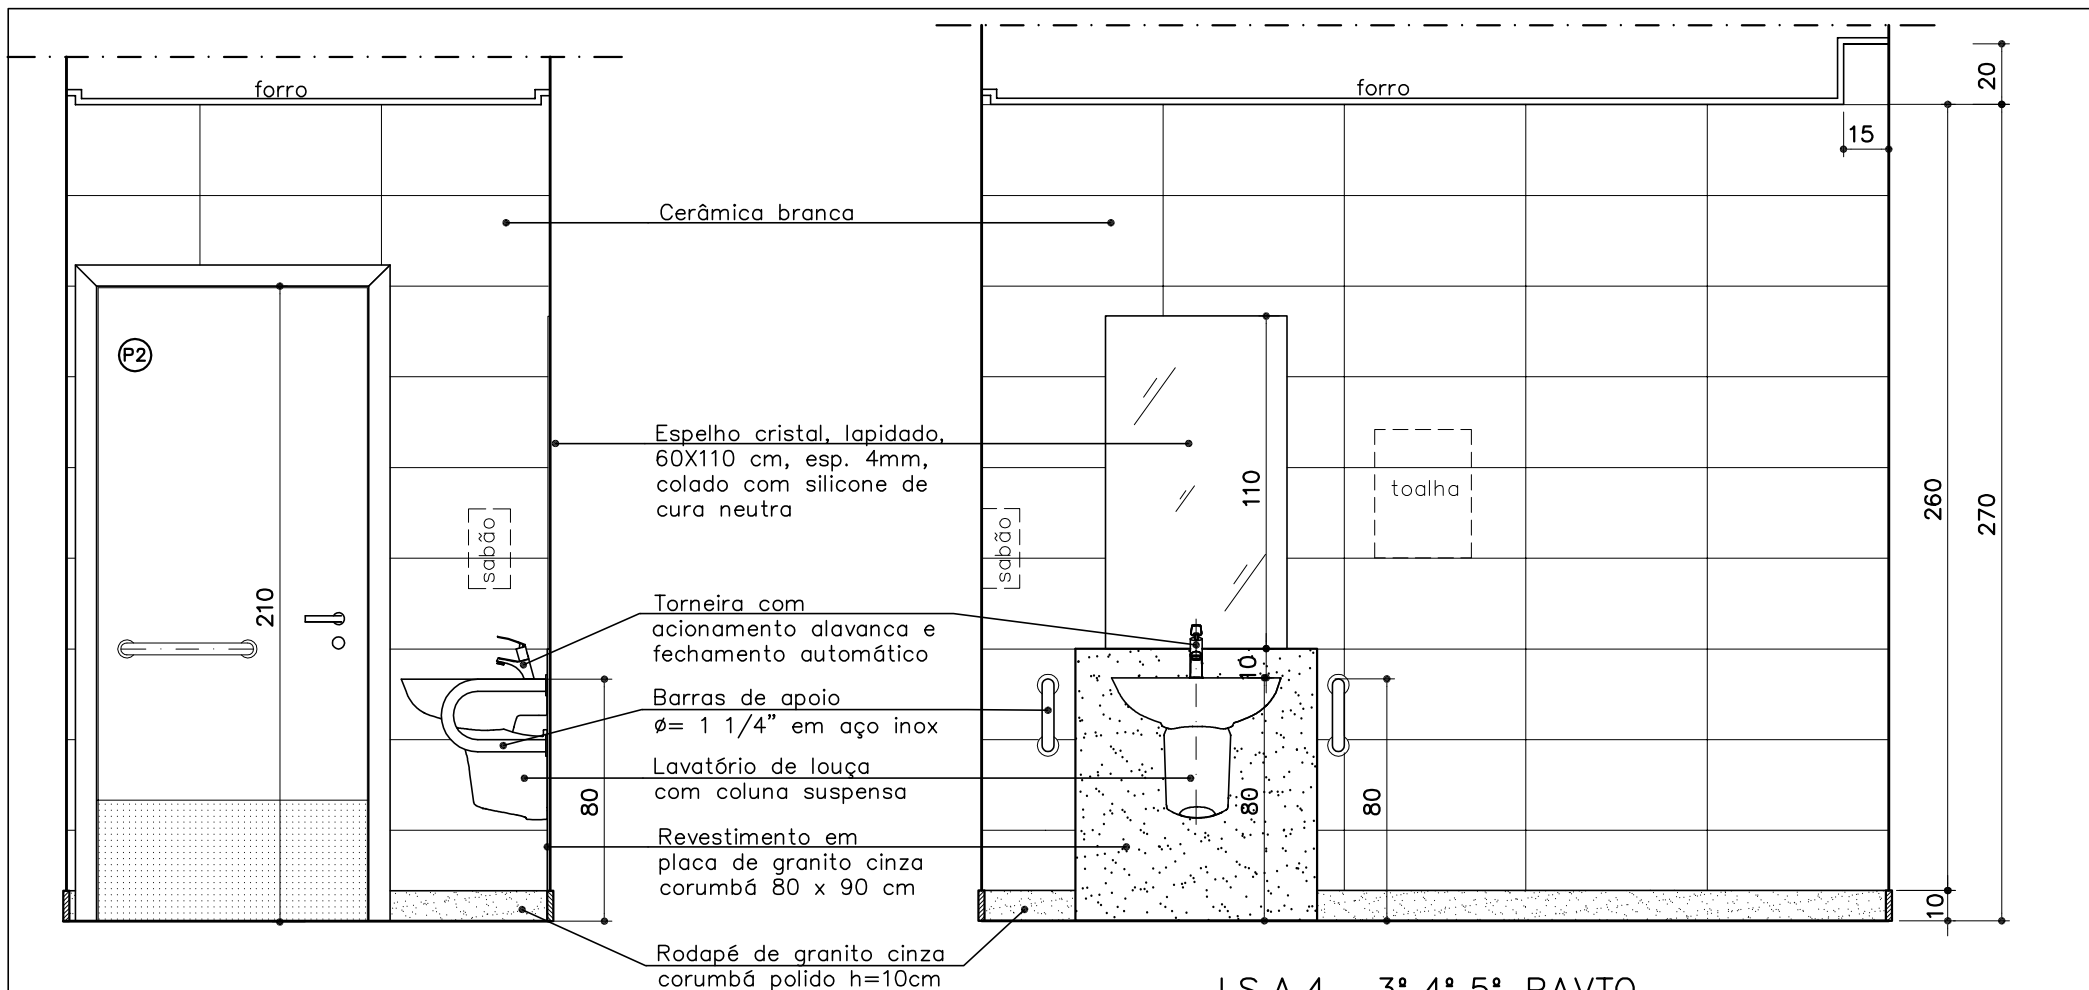 forro
forro
20
15
Cerâmica branca
P2
Espelho cristal, lapidado,
60X110 cm, esp. 4mm,
colado com silicone de
cura neutra
110
toalha
260
270
sabão
sabão
210
Torneira com
acionamento alavanca e
fechamento automático
10
Barras de apoio
ø= 1 1/4” em aço inox
Lavatório de louça
com coluna suspensa
80
80
80
Revestimento em
placa de granito cinza
corumbá 80 x 90 cm
10
Rodapé de granito cinza
corumbá polido h=10cm